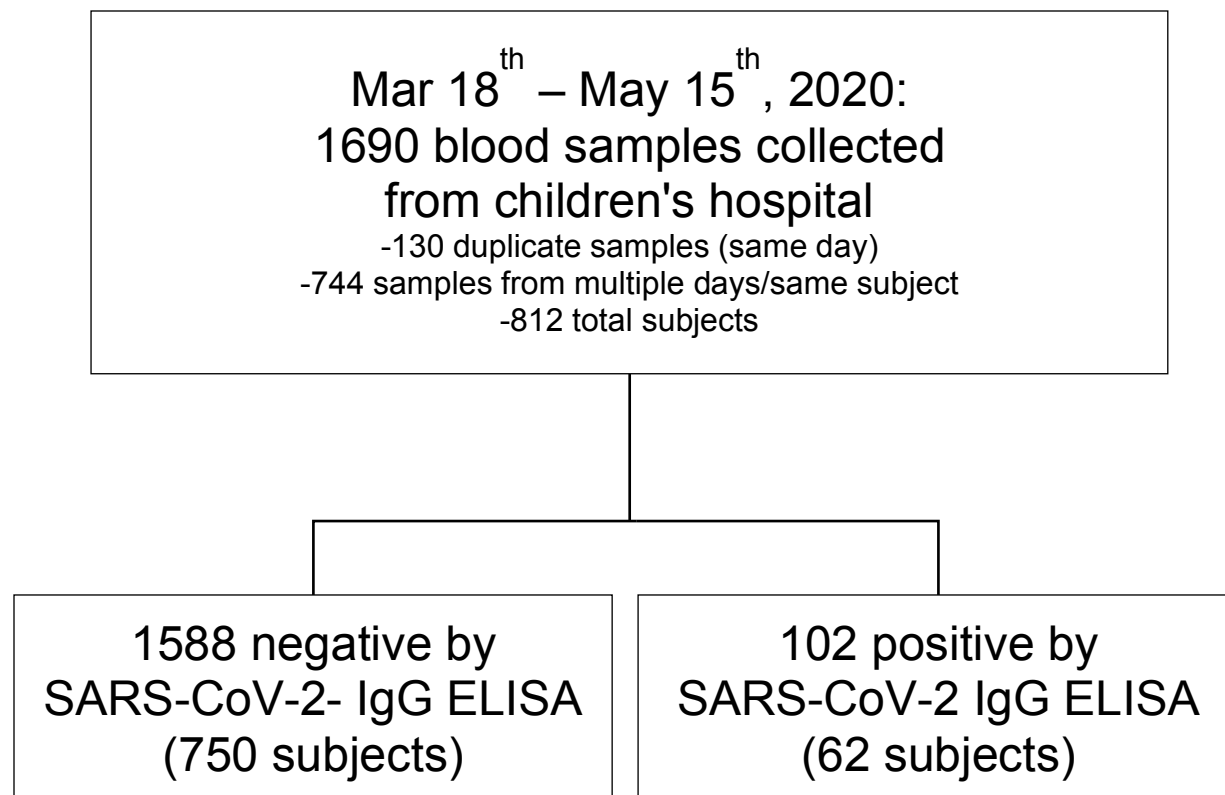 Mar 18th – May 15th, 2020:
1690 blood samples collected
from children's hospital
-130 duplicate samples (same day)
-744 samples from multiple days/same subject
-812 total subjects
1588 negative by
SARS-CoV-2- IgG ELISA
(750 subjects)
102 positive by
SARS-CoV-2 IgG ELISA
(62 subjects)